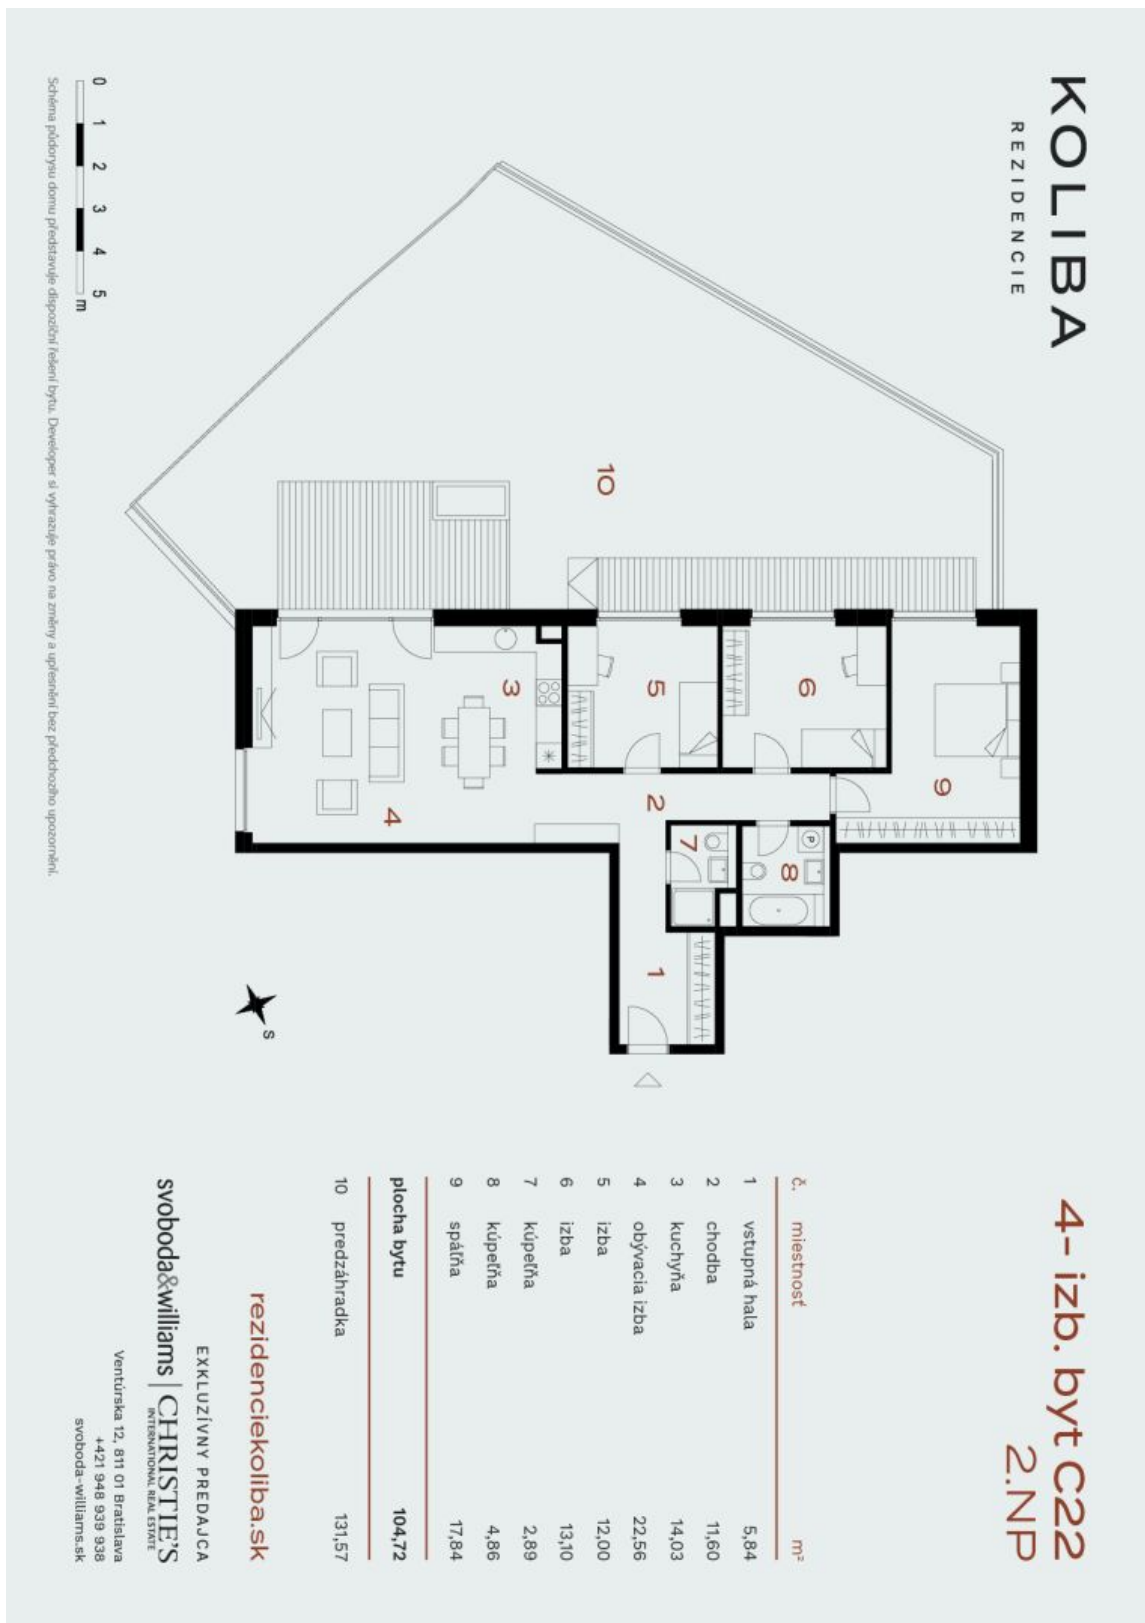 KOLIBA
REZIDENCIE
4- izb. byt C22
2.NP
č. miestnosť m²
1 vstupná hala 5,84
2 chodba 11,60
3 kuchyňa 14,03
4 obývacia izba 22,56
5 izba 12,00
6 izba 13,10
7 kúpeľňa 2,89
8 kúpeľňa 4,86
9 spálňa 17,84
plocha bytu 104,72
10 predzáhradka 131,57
rezidenciekoliba.sk
EXKLUZÍVNY PREDAJCA
svoboda&williams | CHRISTIE'S
INTERNATIONAL REAL ESTATE
Ventúrska 12, 811 01 Bratislava
+421 948 939 938
svoboda-williams.sk
10
9
6
5
3
2
4
8
P
7
1
S
0 1 2 3 4 5
m
Schéma půdorysu domu představuje dispoziční řešení bytu. Developer si vyhrazuje právo na změny a upřesnění bez předchozího upozornění.